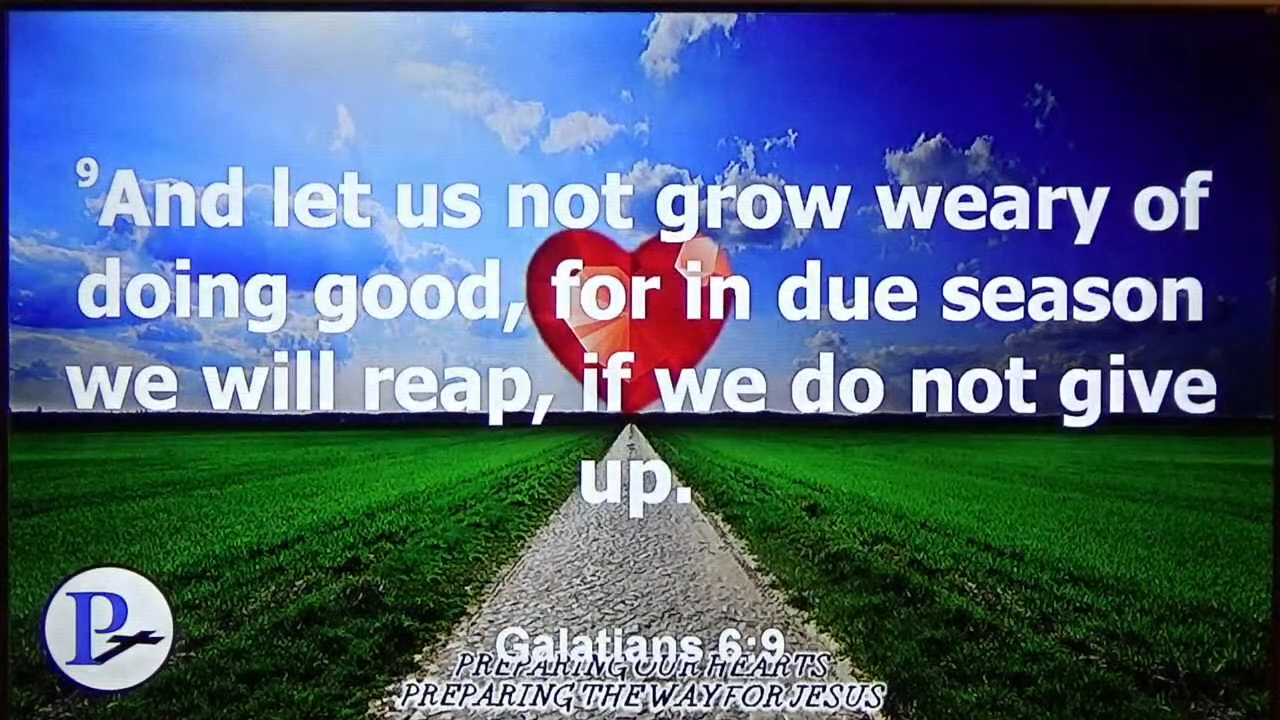 ⁹And let us not grow weary of
doing good, for in due season
we will reap, if we do not give
up.
P
Galatians 6:9
PREPARING OUR HEARTS
PREPARING THE WAY FOR JESUS